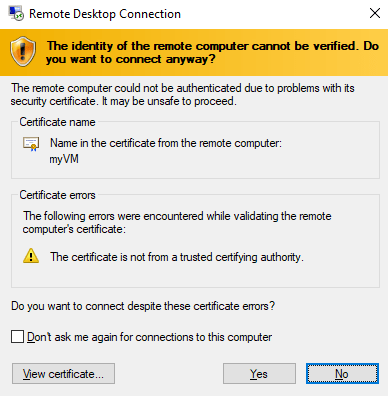 Remote Desktop Connection
The identity of the remote computer cannot be verified. Do
you want to connect anyway?
The remote computer could not be authenticated due to problems with its
security certificate. It may be unsafe to proceed.
Certificate name
Name in the certificate from the remote computer:
myVM
Certificate errors
The following errors were encountered while validating the remote
computer's certificate:
The certificate is not from a trusted certifying authority.
Do you want to connect despite these certificate errors?
Don't ask me again for connections to this computer
View certificate... Yes No